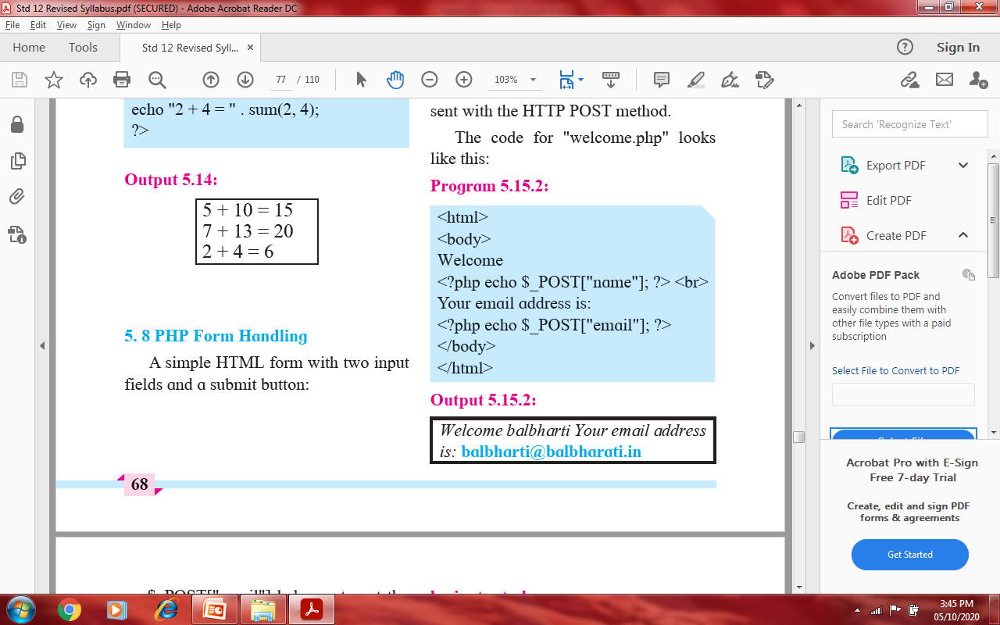 Std 12 Revised Syllabus.pdf (SECURED) - Adobe Acrobat Reader DC
File Edit View Sign Window Help
Home Tools Std 12 Revised Syll... × ? Sign In
77 / 110 103%
echo "2 + 4 = " . sum(2, 4);
?>
Output 5.14:
5 + 10 = 15
7 + 13 = 20
2 + 4 = 6
5. 8 PHP Form Handling
A simple HTML form with two input
fields and a submit button:
68
sent with the HTTP POST method.
The code for "welcome.php" looks
like this:
Program 5.15.2:
<html>
<body>
Welcome
<?php echo $_POST["name"]; ?> <br>
Your email address is:
<?php echo $_POST["email"]; ?>
</body>
</html>
Output 5.15.2:
Welcome balbharti Your email address
is: balbharti@balbharati.in
Search 'Recognize Text'
Export PDF
Edit PDF
Create PDF
Adobe PDF Pack
Convert files to PDF and
easily combine them with
other file types with a paid
subscription
Select File to Convert to PDF
Select File
Acrobat Pro with E-Sign
Free 7-day Trial
Create, edit and sign PDF
forms & agreements
Get Started
3:45 PM
05/10/2020